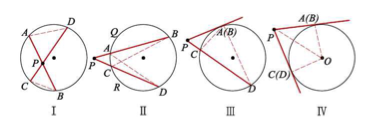 A D P C B
Ⅰ
Q A B P C R D
Ⅱ
P A(B) C D
Ⅲ
P A(B) O C(D)
Ⅳ